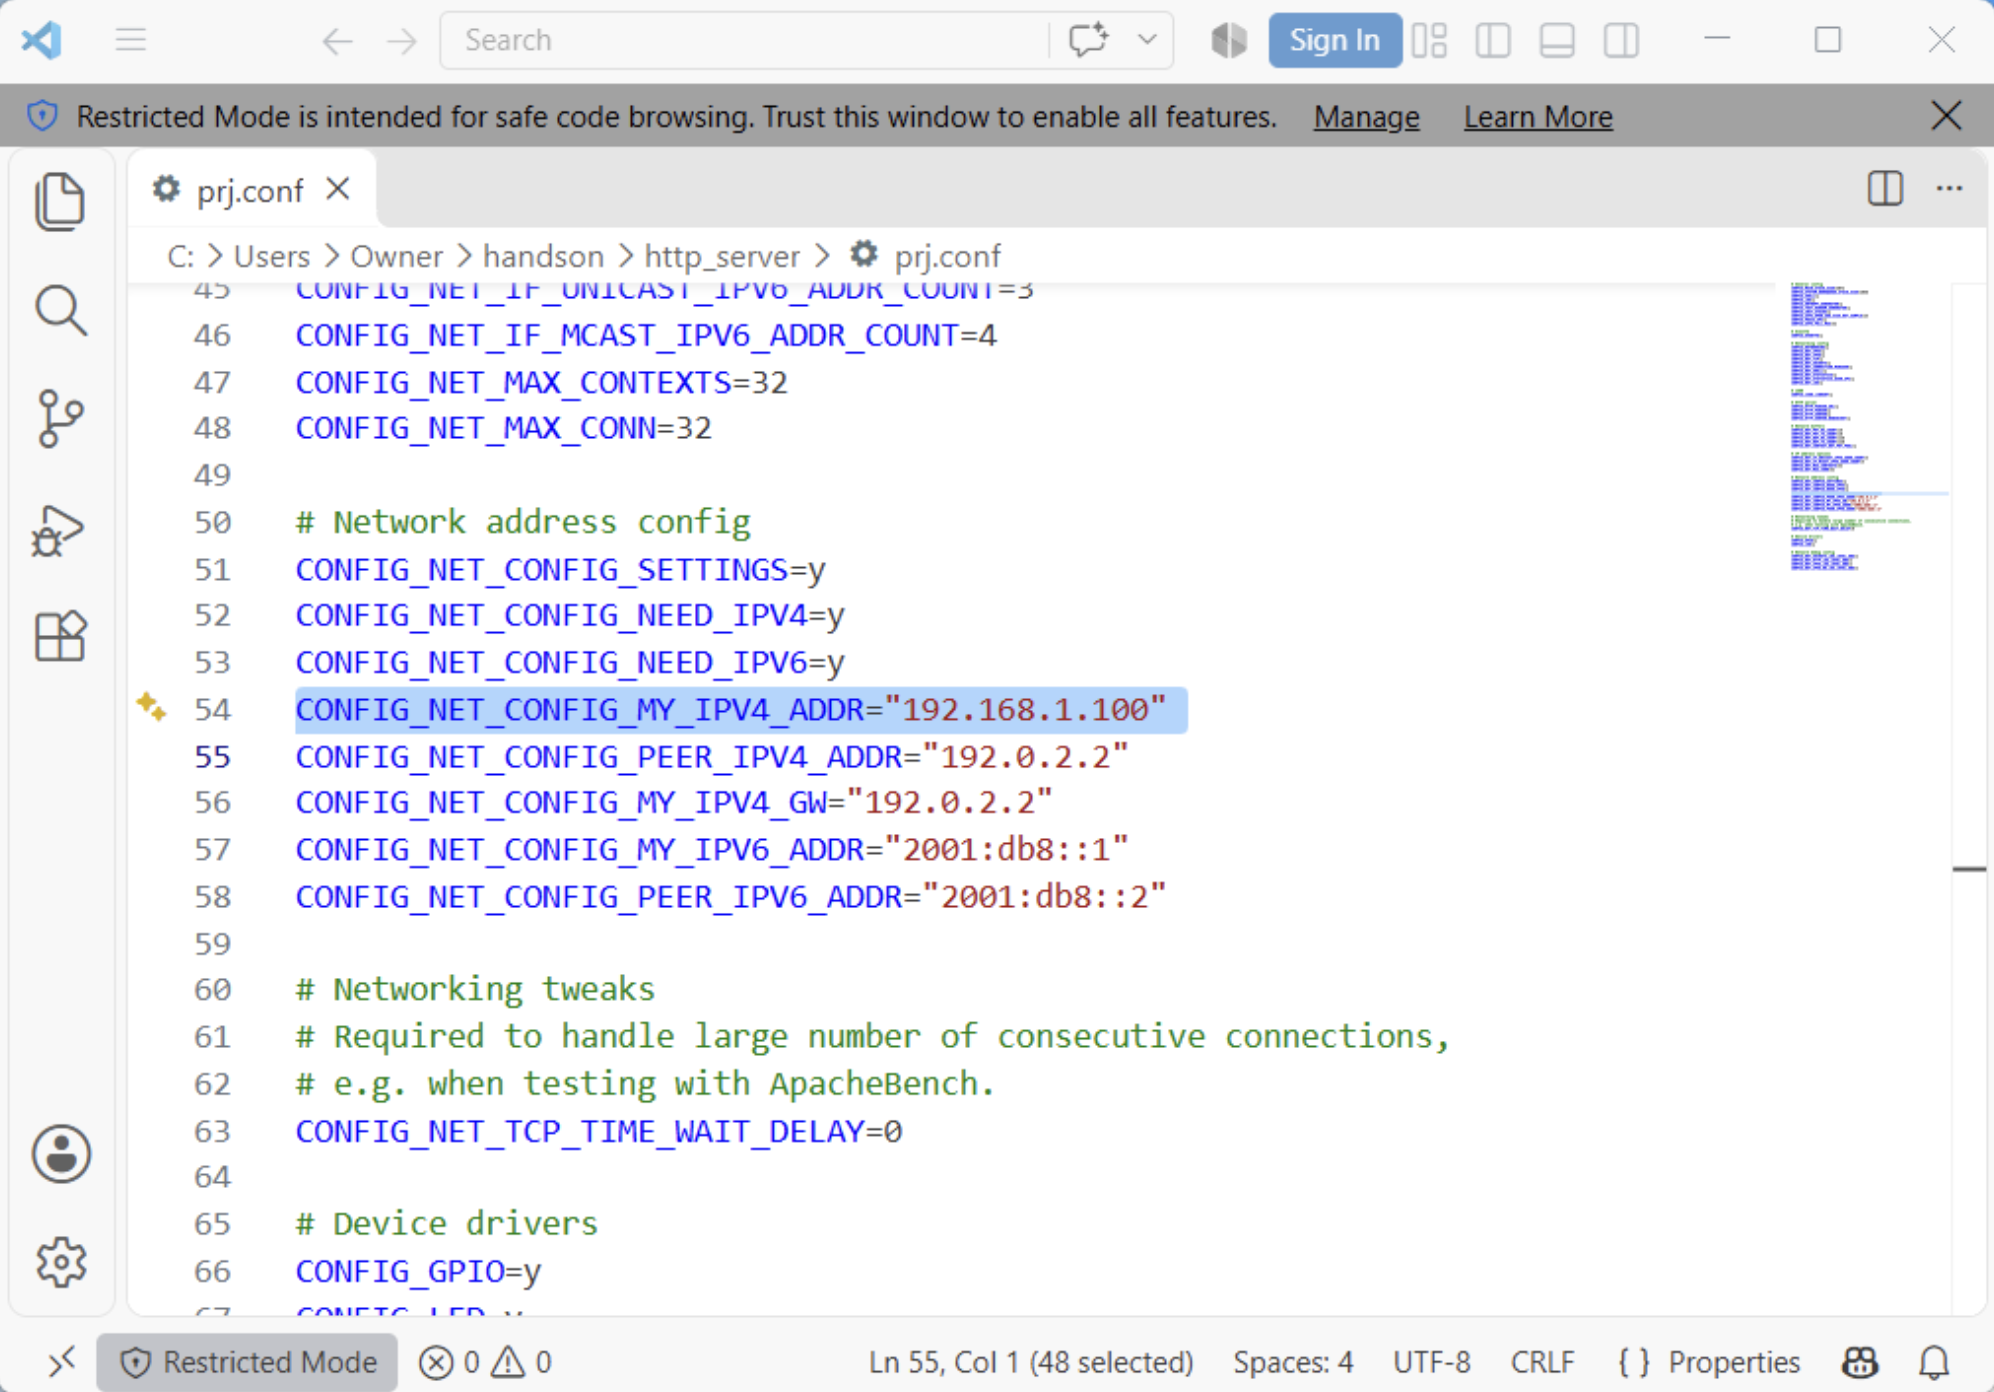 Search
Sign In
Restricted Mode is intended for safe code browsing. Trust this window to enable all features. Manage Learn More
prj.conf
C: > Users > Owner > handson > http_server > prj.conf
45 CONFIG_NET_IF_UNICAST_IPV6_ADDR_COUNT=3
46 CONFIG_NET_IF_MCAST_IPV6_ADDR_COUNT=4
47 CONFIG_NET_MAX_CONTEXTS=32
48 CONFIG_NET_MAX_CONN=32
49
50 # Network address config
51 CONFIG_NET_CONFIG_SETTINGS=y
52 CONFIG_NET_CONFIG_NEED_IPV4=y
53 CONFIG_NET_CONFIG_NEED_IPV6=y
54 CONFIG_NET_CONFIG_MY_IPV4_ADDR="192.168.1.100"
55 CONFIG_NET_CONFIG_PEER_IPV4_ADDR="192.0.2.2"
56 CONFIG_NET_CONFIG_MY_IPV4_GW="192.0.2.2"
57 CONFIG_NET_CONFIG_MY_IPV6_ADDR="2001:db8::1"
58 CONFIG_NET_CONFIG_PEER_IPV6_ADDR="2001:db8::2"
59
60 # Networking tweaks
61 # Required to handle large number of consecutive connections,
62 # e.g. when testing with ApacheBench.
63 CONFIG_NET_TCP_TIME_WAIT_DELAY=0
64
65 # Device drivers
66 CONFIG_GPIO=y
67 CONFIG_LED=y
Restricted Mode 0 0 Ln 55, Col 1 (48 selected) Spaces: 4 UTF-8 CRLF { } Properties